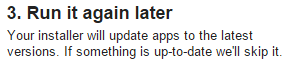 3. Run it again later
Your installer will update apps to the latest
versions. If something is up-to-date we'll skip it.